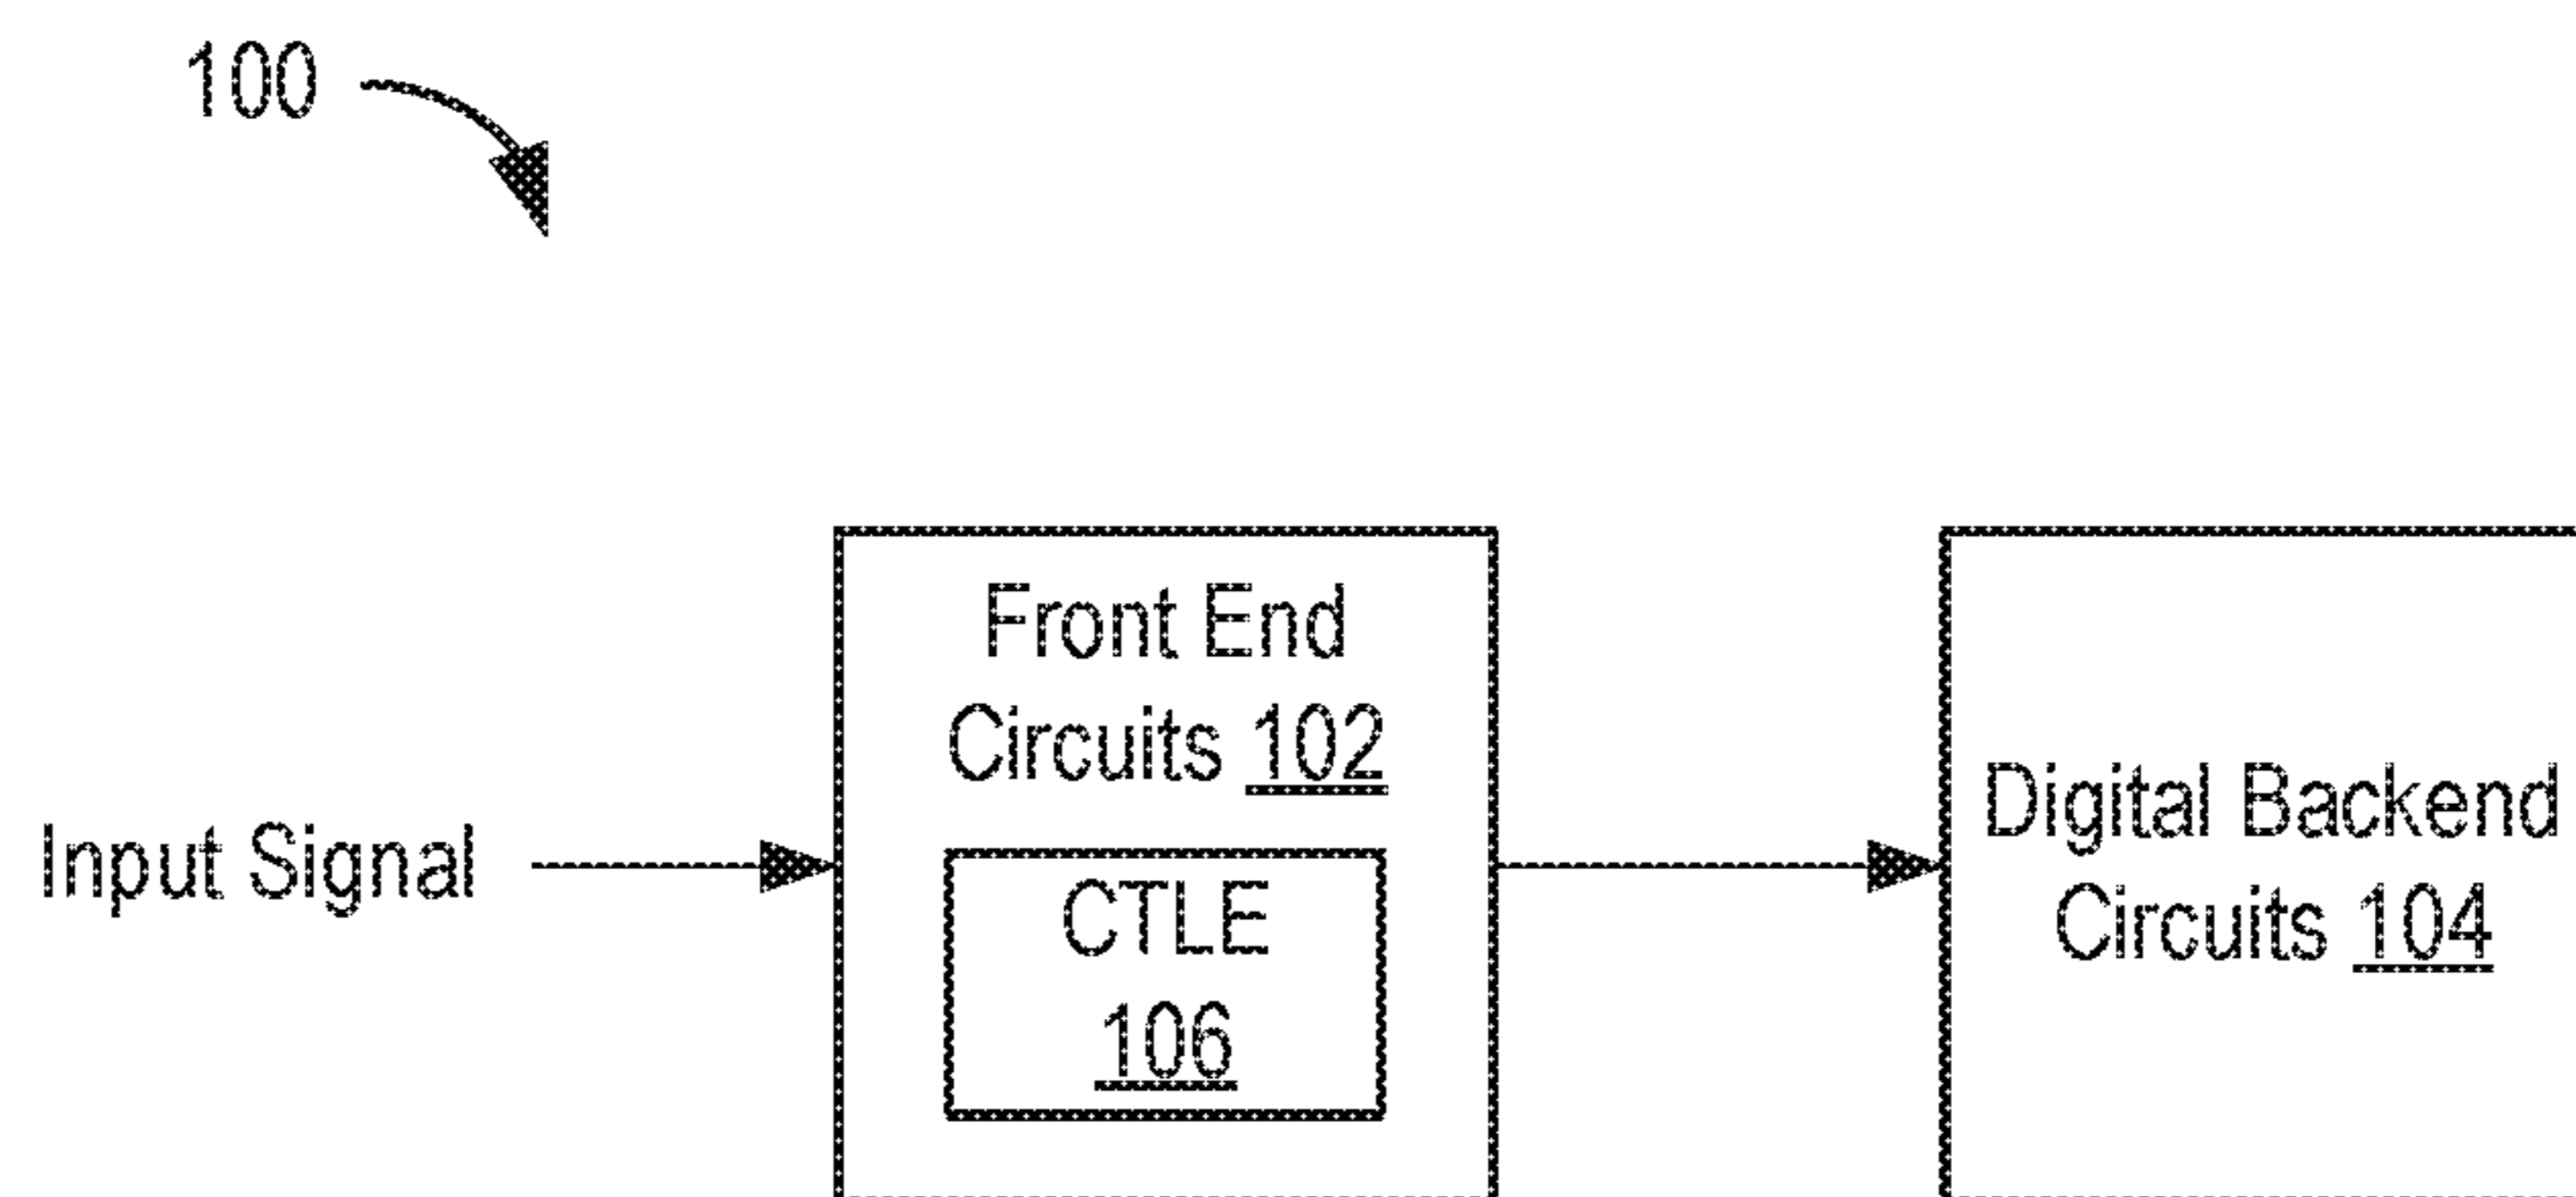 100
Front End
Circuits 102
Input Signal
CTLE
106
Digital Backend
Circuits 104